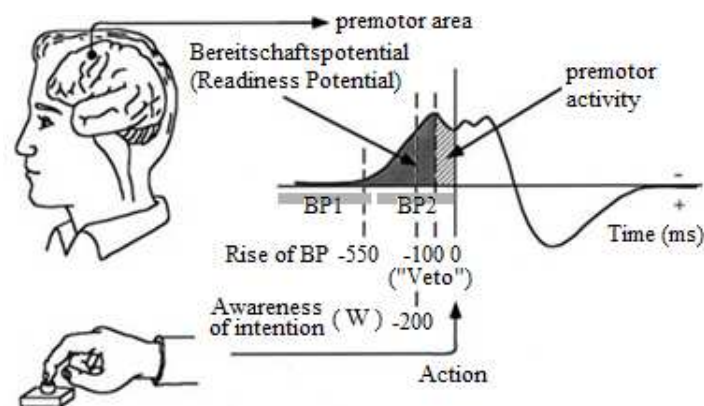 premotor area
Bereitschaftspotential
(Readiness Potential)
premotor
activity
-
+
BP1
BP2
Time (ms)
Rise of BP -550 -100 0
("Veto")
Awareness
of intention (W) -200
Action